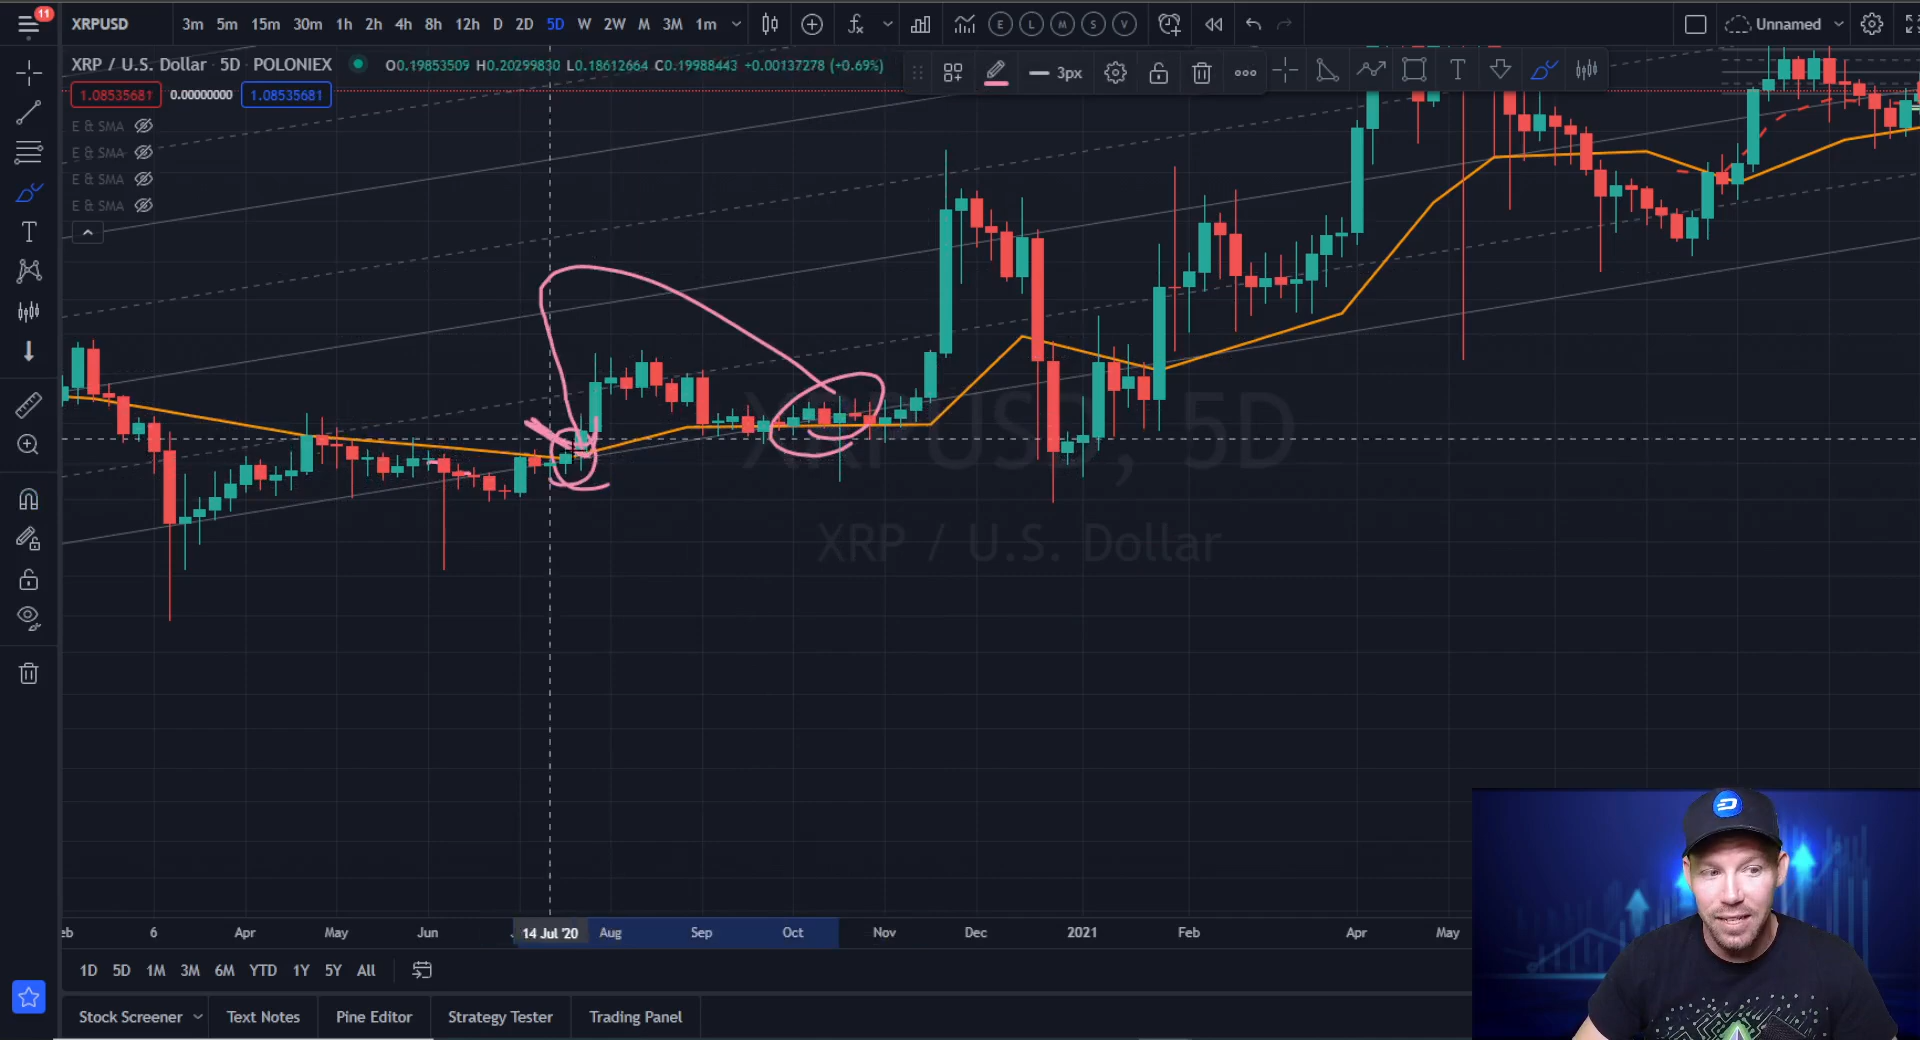 11
XRPUSD 3m 5m 15m 30m 1h 2h 4h 8h 12h D 2D 5D W 2W M 3M 1m E L M S V Unnamed
XRP / U.S. Dollar · 5D · POLONIEX O0.19853509 H0.20299830 L0.18612664 C0.19988443 +0.00137278 (+0.69%)
3px
1.08535681 0.00000000 1.08535681
E & SMA
E & SMA
E & SMA
E & SMA
XRPUSD, 5D
XRP / U.S. Dollar
6 Apr May Jun 14 Jul '20 Aug Sep Oct Nov Dec 2021 Feb Apr May
1D 5D 1M 3M 6M YTD 1Y 5Y All
Stock Screener Text Notes Pine Editor Strategy Tester Trading Panel